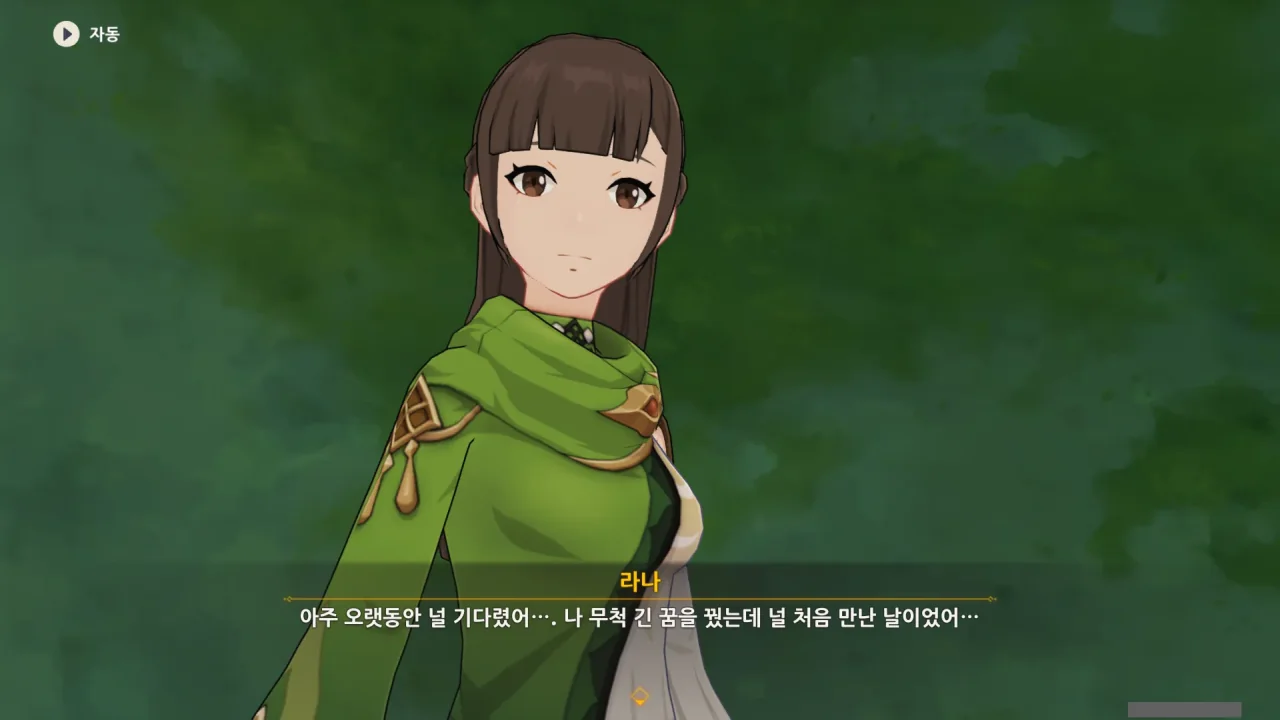 자동
라나
아주 오랫동안 널 기다렸어…. 나 무척 긴 꿈을 꿨는데 널 처음 만난 날이었어…